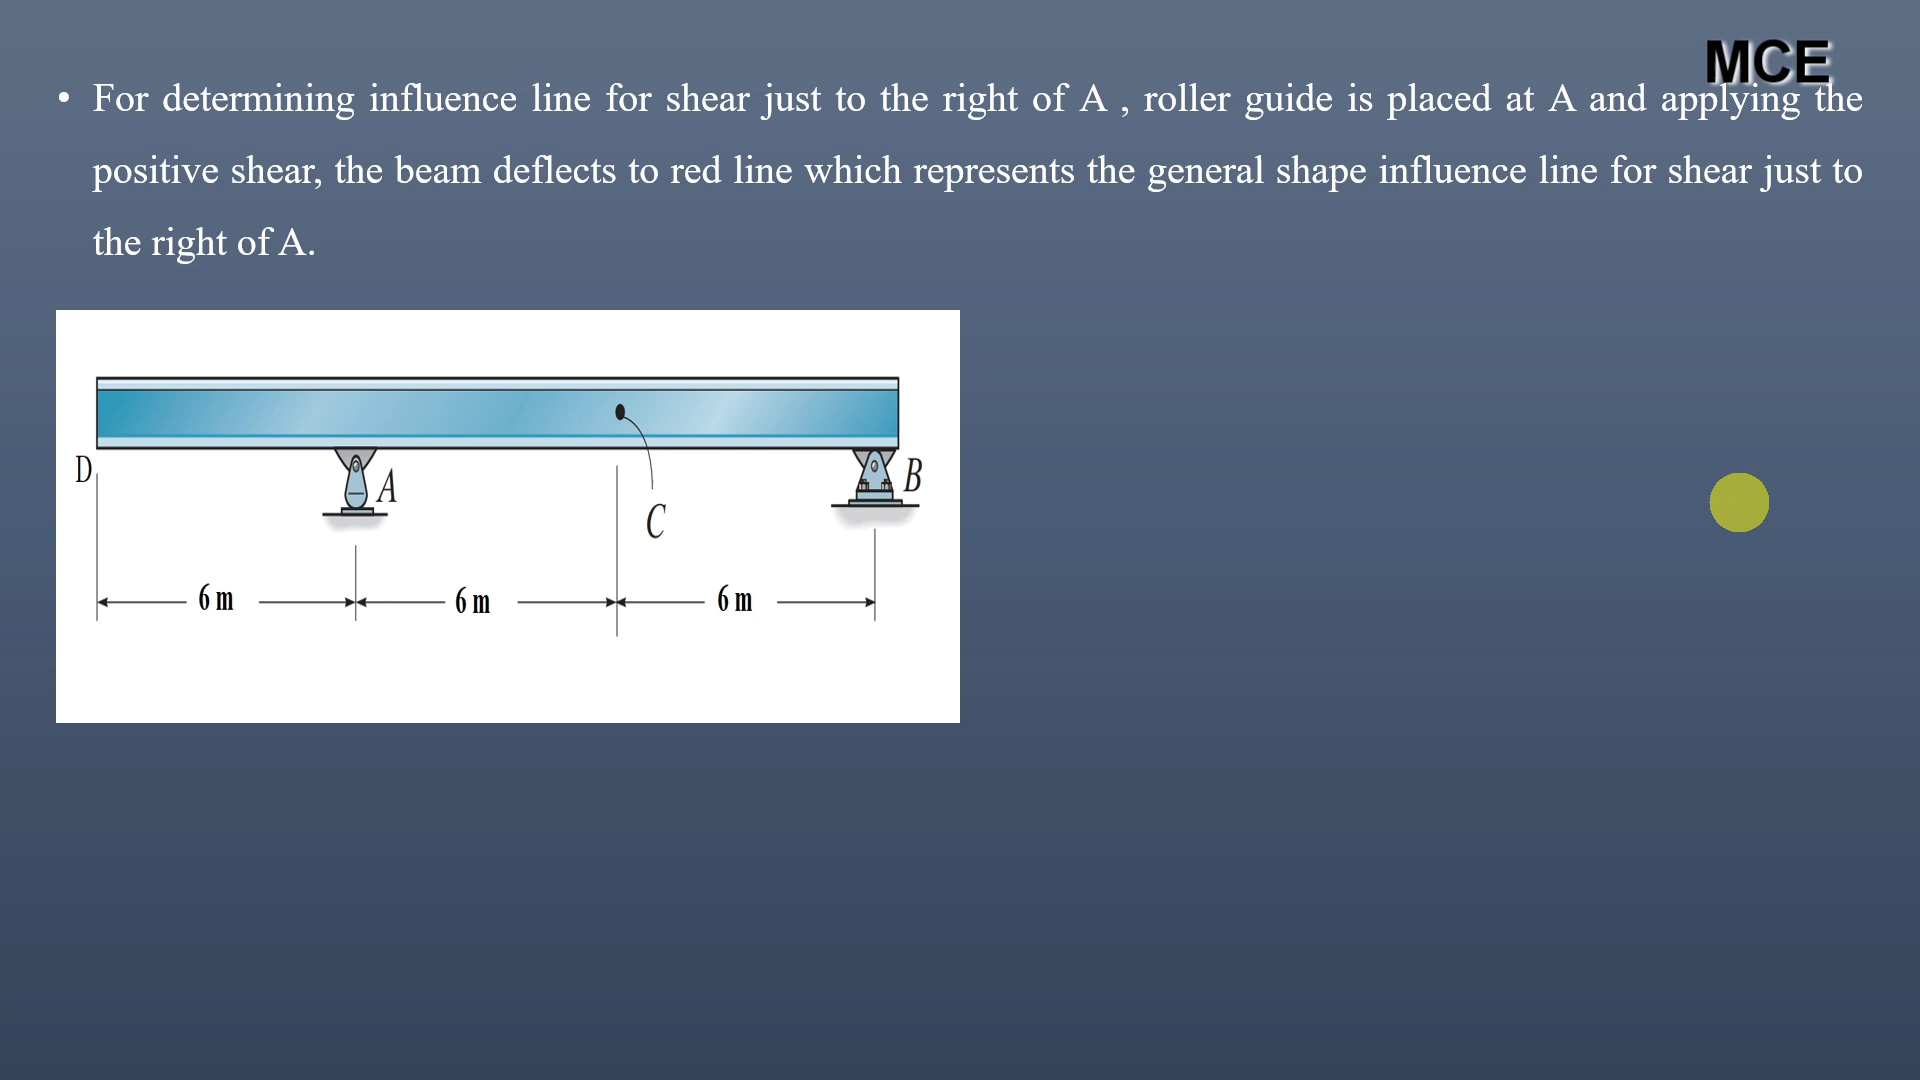 MCE
• For determining influence line for shear just to the right of A , roller guide is placed at A and applying the
positive shear, the beam deflects to red line which represents the general shape influence line for shear just to
the right of A.
D
A
B
C
6 m
6 m
6 m